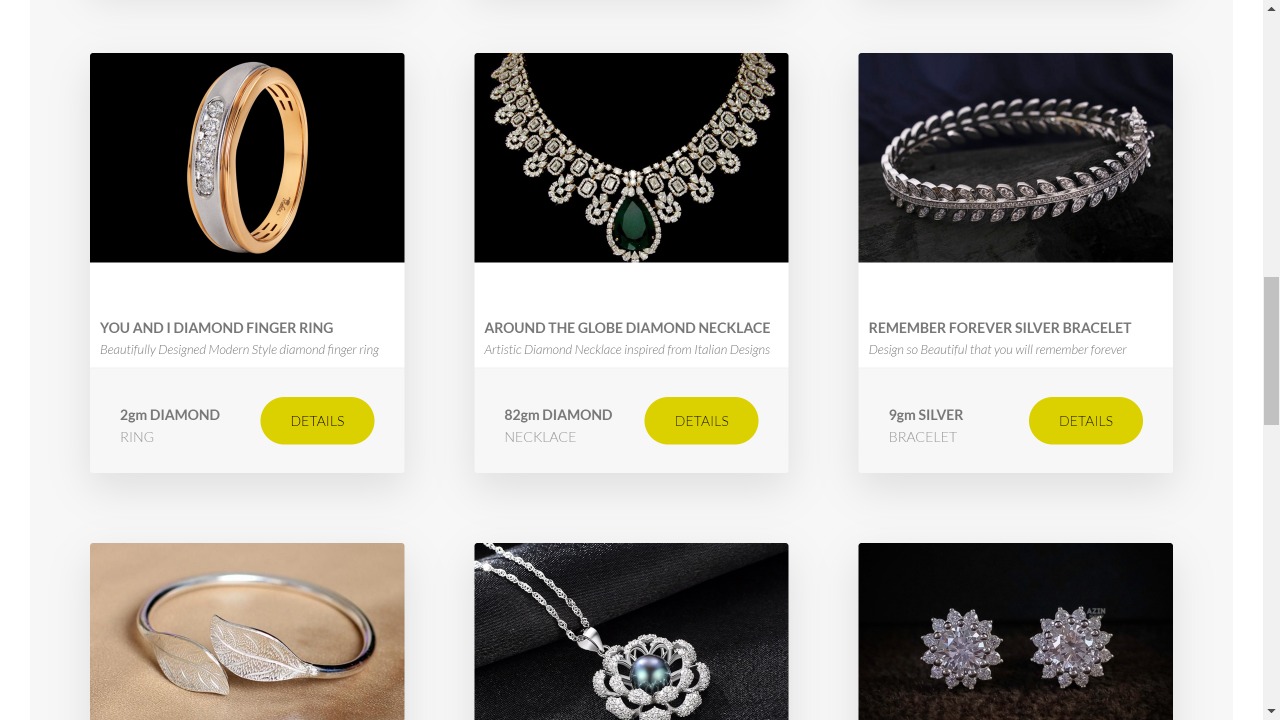 YOU AND I DIAMOND FINGER RING
Beautifully Designed Modern Style diamond finger ring
2gm DIAMOND
RING
DETAILS
AROUND THE GLOBE DIAMOND NECKLACE
Artistic Diamond Necklace inspired from Italian Designs
82gm DIAMOND
NECKLACE
DETAILS
REMEMBER FOREVER SILVER BRACELET
Design so Beautiful that you will remember forever
9gm SILVER
BRACELET
DETAILS
AZIN